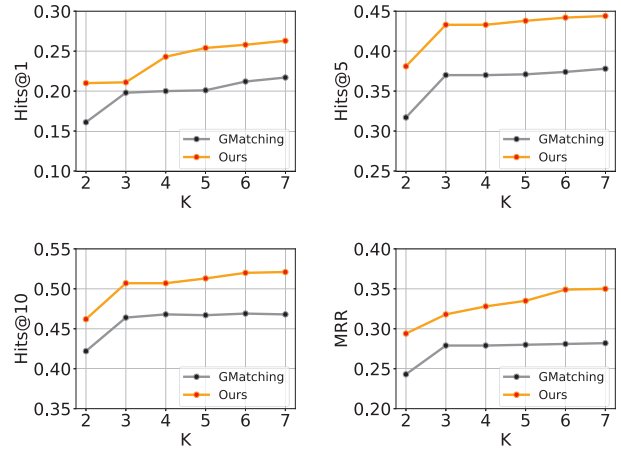 0.30
0.25
0.20
0.15
0.10
Hits@1
2 3 4 5 6 7
K
GMatching
Ours
0.45
0.40
0.35
0.30
0.25
Hits@5
2 3 4 5 6 7
K
GMatching
Ours
0.55
0.50
0.45
0.40
0.35
Hits@10
2 3 4 5 6 7
K
GMatching
Ours
0.40
0.35
0.30
0.25
0.20
MRR
2 3 4 5 6 7
K
GMatching
Ours